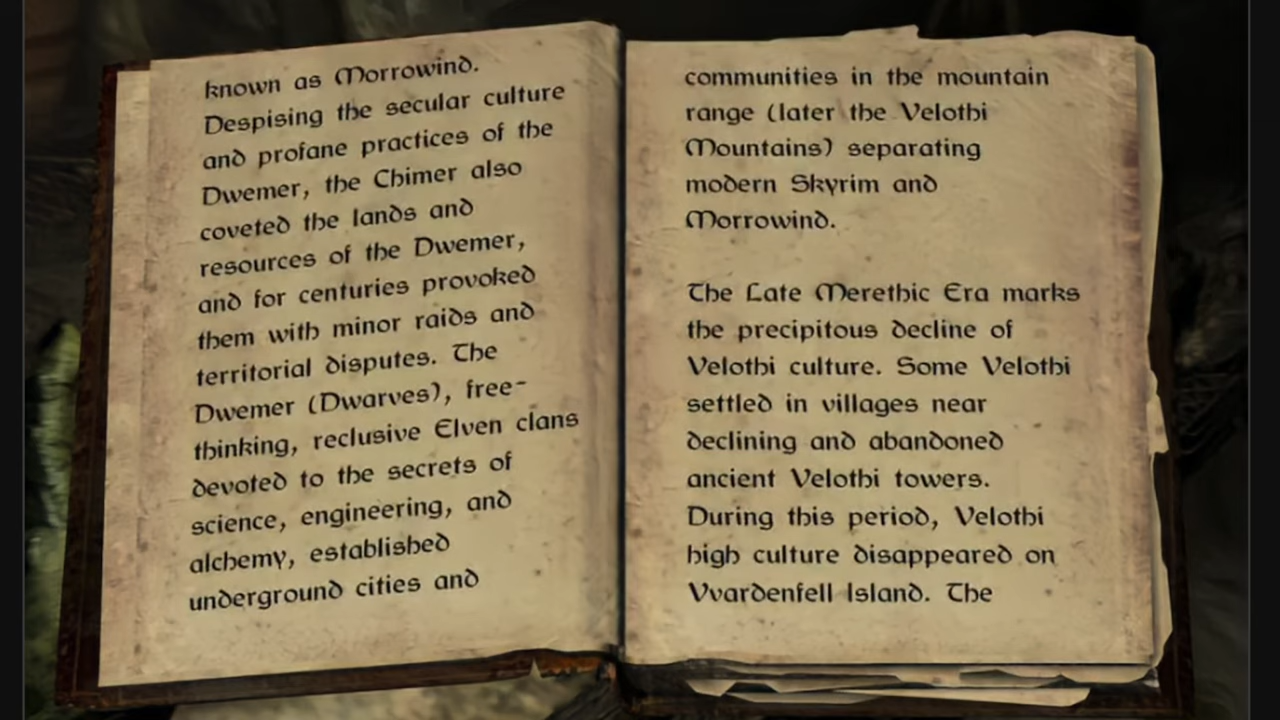 known as Morrowind.
Despising the secular culture
and profane practices of the
Dwemer, the Chimer also
coveted the lands and
resources of the Dwemer,
and for centuries provoked
them with minor raids and
territorial disputes. The
Dwemer (Dwarves), free-
thinking, reclusive Elven clans
devoted to the secrets of
science, engineering, and
alchemy, established
underground cities and
communities in the mountain
range (later the Velothi
Mountains) separating
modern Skyrim and
Morrowind.
The Late Merethic Era marks
the precipitous decline of
Velothi culture. Some Velothi
settled in villages near
declining and abandoned
ancient Velothi towers.
During this period, Velothi
high culture disappeared on
Vvardenfell Island. The